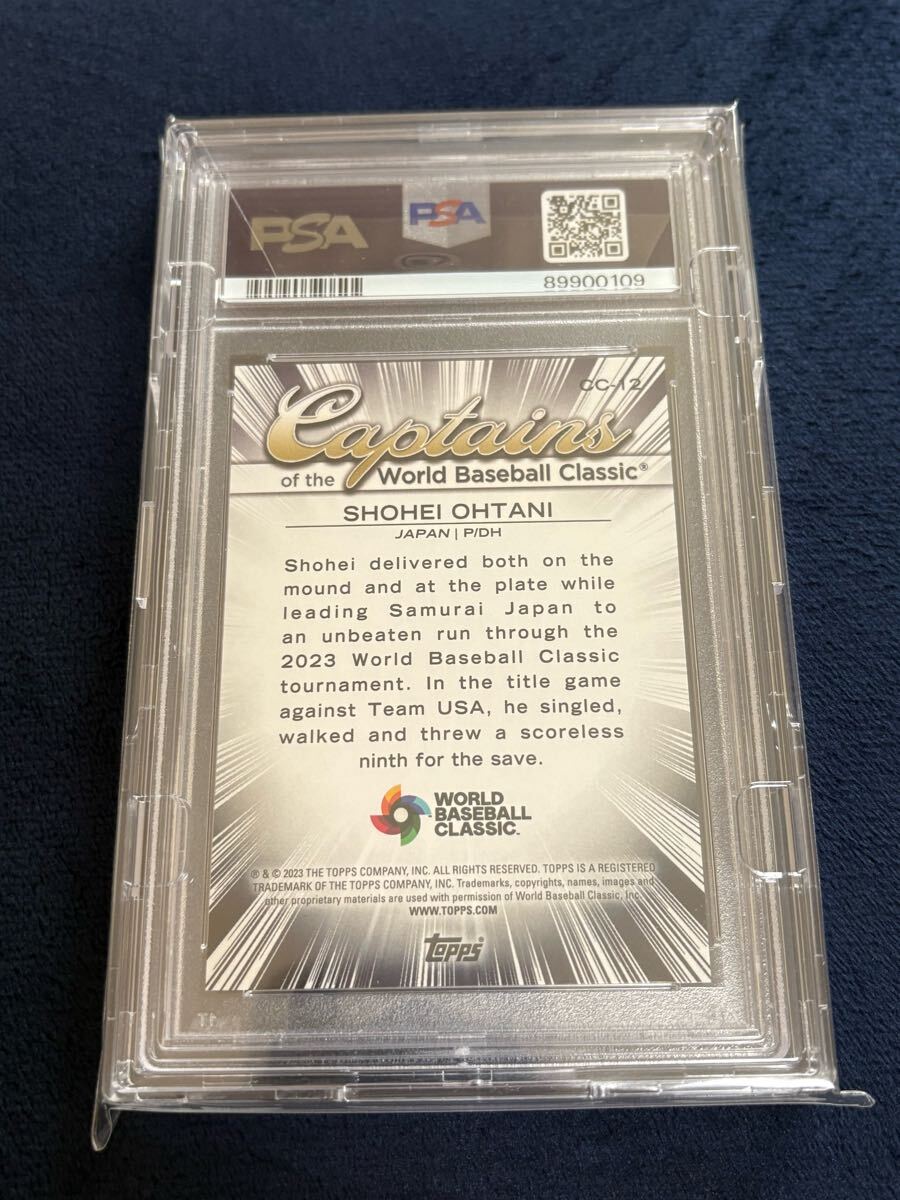 PSA
PSA
89900109
CC-12
Captains
of the World Baseball Classic®
SHOHEI OHTANI
JAPAN | P/DH
Shohei delivered both on the
mound and at the plate while
leading Samurai Japan to
an unbeaten run through the
2023 World Baseball Classic
tournament. In the title game
against Team USA, he singled,
walked and threw a scoreless
ninth for the save.
WORLD
BASEBALL
CLASSIC™
® & © 2023 THE TOPPS COMPANY, INC. ALL RIGHTS RESERVED. TOPPS IS A REGISTERED
TRADEMARK OF THE TOPPS COMPANY, INC. Trademarks, copyrights, names, images and
other proprietary materials are used with permission of World Baseball Classic, Inc.
WWW.TOPPS.COM
topps®